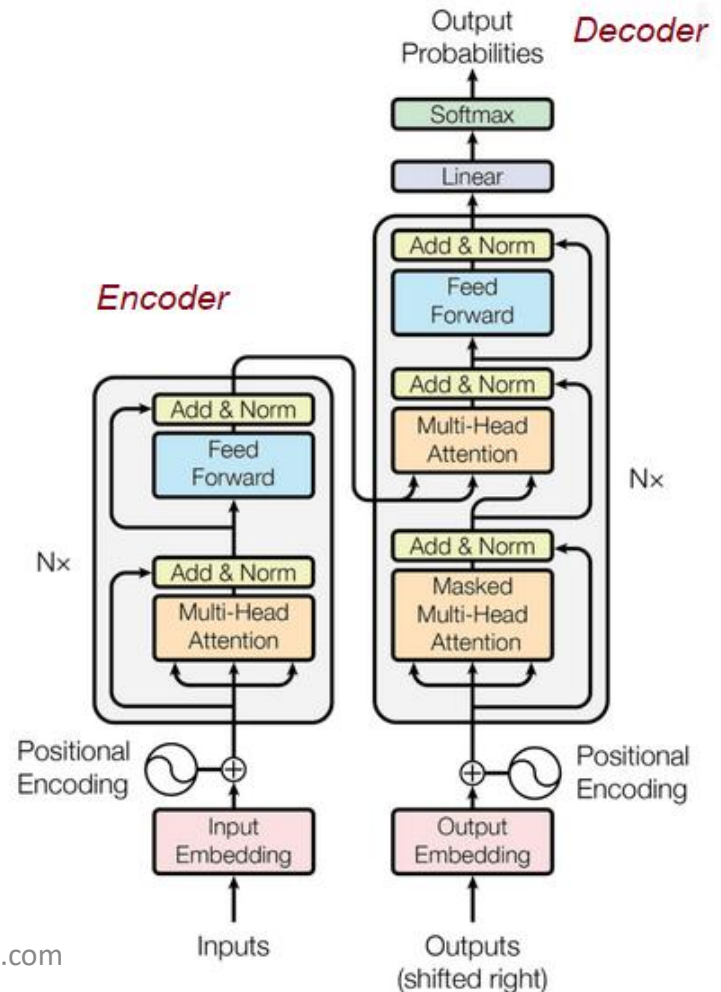 Output
Probabilities
Decoder
Softmax
Linear
Add & Norm
Feed
Forward
Add & Norm
Multi-Head
Attention
Nx
Add & Norm
Masked
Multi-Head
Attention
Positional
Encoding
Output
Embedding
Outputs
(shifted right)
Encoder
Add & Norm
Feed
Forward
Nx
Add & Norm
Multi-Head
Attention
Positional
Encoding
Input
Embedding
Inputs
.com